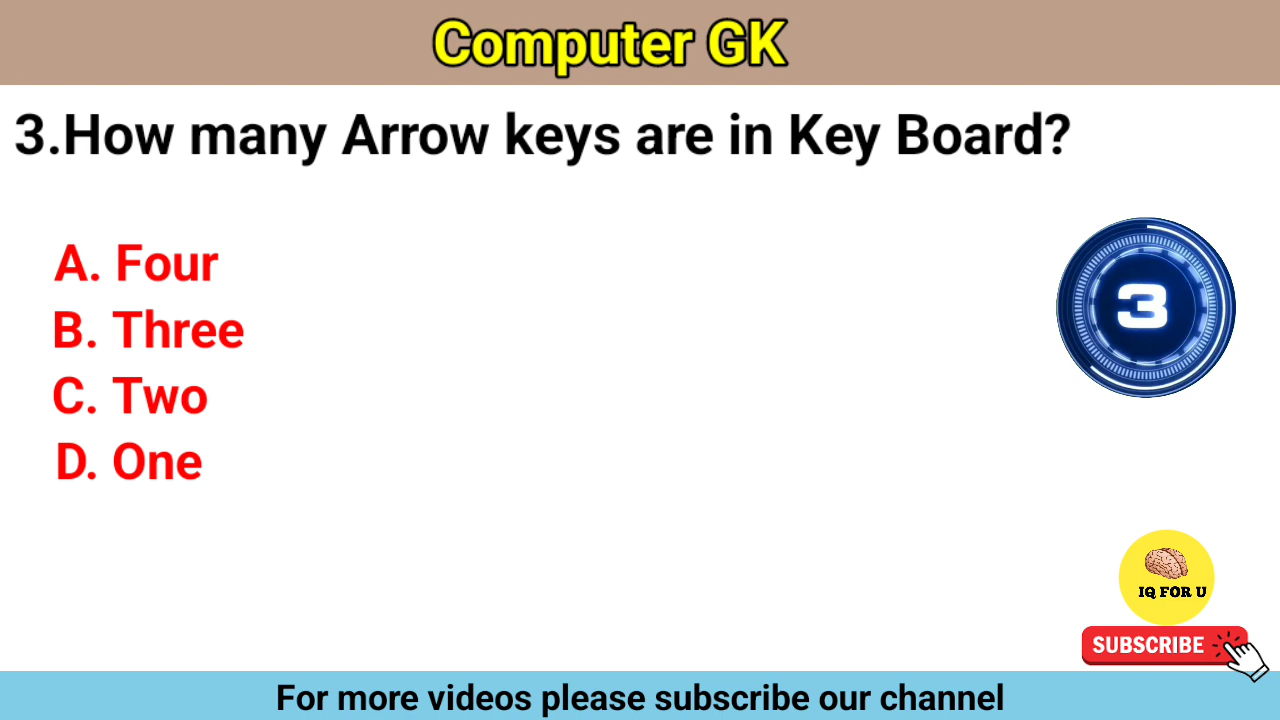 Computer GK
3.How many Arrow keys are in Key Board?
A. Four
B. Three
C. Two
D. One
3
IQ FOR U
SUBSCRIBE
For more videos please subscribe our channel